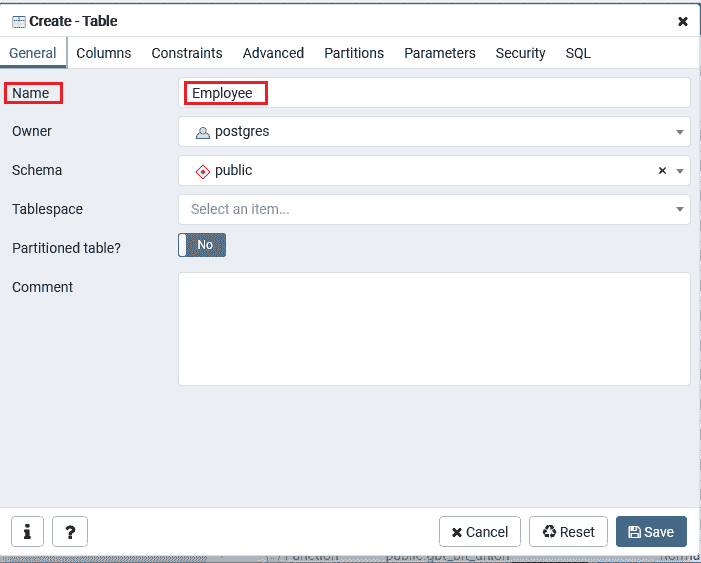 Create - Table
General Columns Constraints Advanced Partitions Parameters Security SQL
Name Employee
Owner postgres
Schema public
Tablespace Select an item...
Partitioned table? No
Comment
i ? Cancel Reset Save